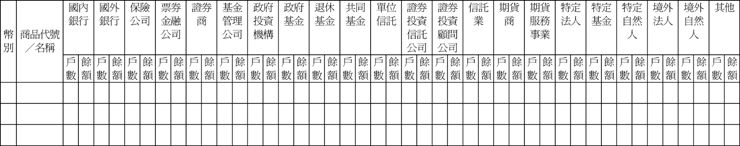 幣別 商品代號／名稱 國內銀行 國外銀行 保險公司 票券金融公司 證券商 基金管理公司 政府投資機構 政府基金 退休基金 共同基金 單位信託 證券投資信託公司 證券投資顧問公司 信託業 期貨商 期貨服務事業 特定法人 特定基金 特定自然人 境外法人 境外自然人 其他
戶數 餘額 戶數 餘額 戶數 餘額 戶數 餘額 戶數 餘額 戶數 餘額 戶數 餘額 戶數 餘額 戶數 餘額 戶數 餘額 戶數 餘額 戶數 餘額 戶數 餘額 戶數 餘額 戶數 餘額 戶數 餘額 戶數 餘額 戶數 餘額 戶數 餘額 戶數 餘額 戶數 餘額 戶數 餘額